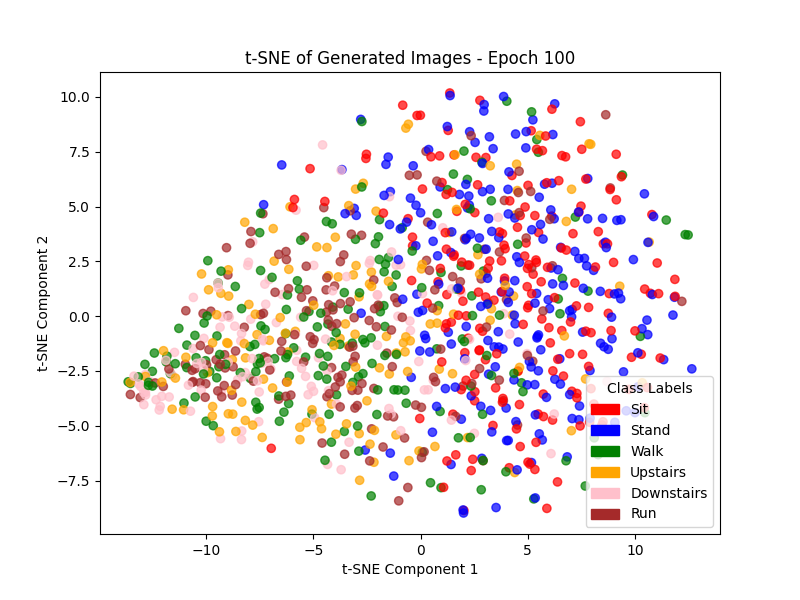 t-SNE of Generated Images - Epoch 100
t-SNE Component 2
10.0
7.5
5.0
2.5
0.0
−2.5
−5.0
−7.5
−10
−5
0
5
10
t-SNE Component 1
Class Labels
Sit
Stand
Walk
Upstairs
Downstairs
Run